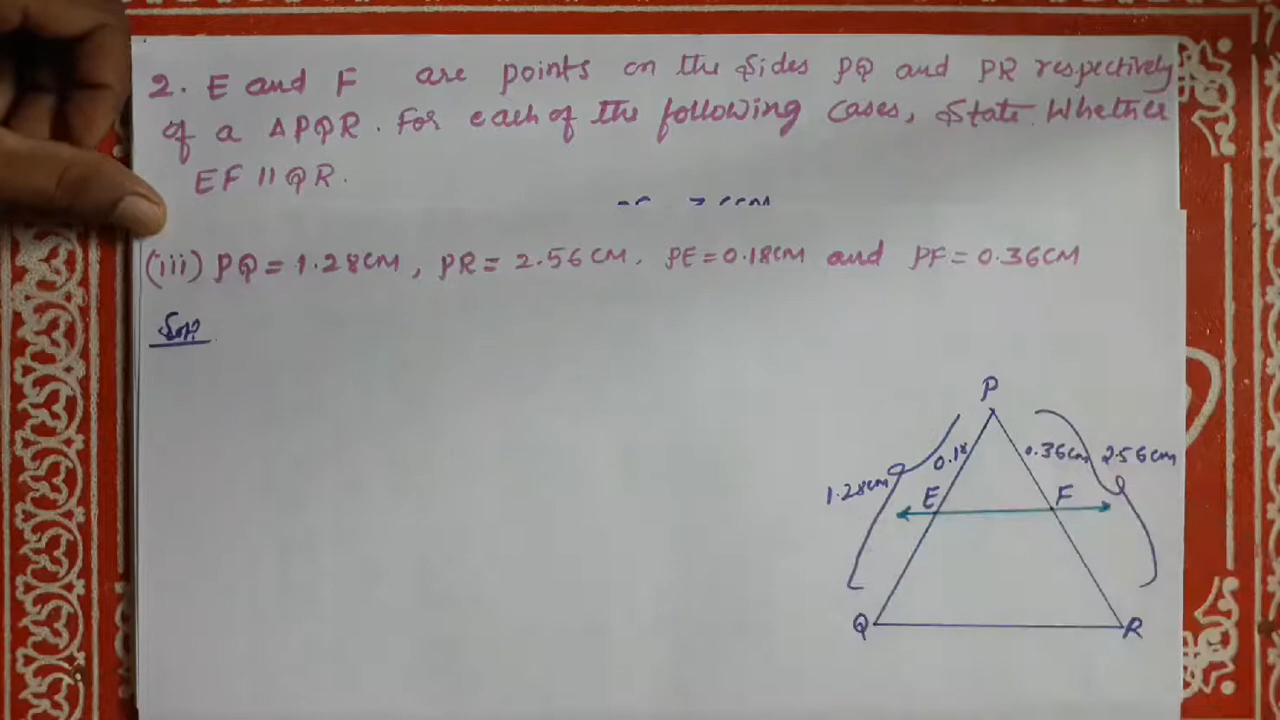 2. E and F are points on the sides PQ and PR respectively
of a ΔPQR. For each of the following cases, State whether
EF || QR.
(iii) PQ = 1.28CM, PR = 2.56CM, PE = 0.18CM and PF = 0.36CM
Sol?
P
0.18
0.36cm
2.56cm
1.28cm
E
F
Q
R